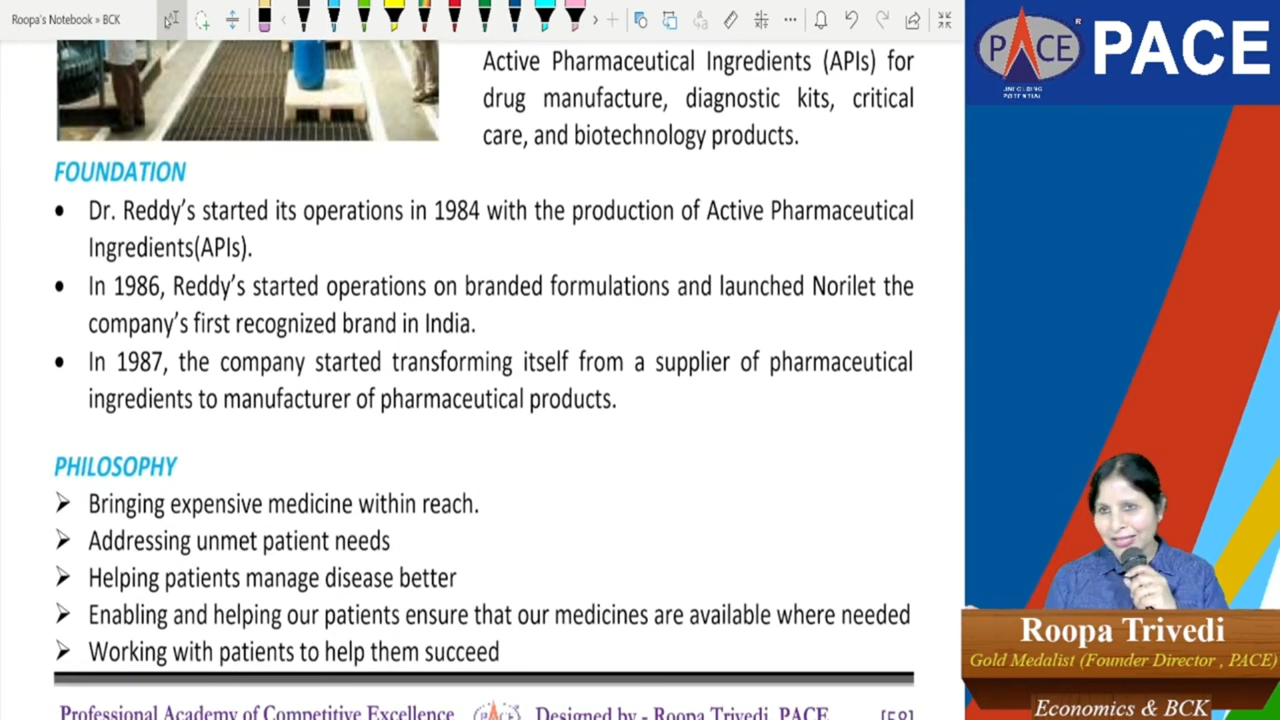 Roopa's Notebook » BCK
Active Pharmaceutical Ingredients (APIs) for
drug manufacture, diagnostic kits, critical
care, and biotechnology products.
FOUNDATION
• Dr. Reddy's started its operations in 1984 with the production of Active Pharmaceutical
Ingredients(APIs).
• In 1986, Reddy's started operations on branded formulations and launched Norilet the
company's first recognized brand in India.
• In 1987, the company started transforming itself from a supplier of pharmaceutical
ingredients to manufacturer of pharmaceutical products.
PHILOSOPHY
➢ Bringing expensive medicine within reach.
➢ Addressing unmet patient needs
➢ Helping patients manage disease better
➢ Enabling and helping our patients ensure that our medicines are available where needed
➢ Working with patients to help them succeed
Professional Academy of Competitive Excellence
Designed by - Roopa Trivedi, PACE
[58]
PACE
®
UNFOLDING
POTENTIAL
PACE
Roopa Trivedi
Gold Medalist (Founder Director , PACE)
Economics & BCK